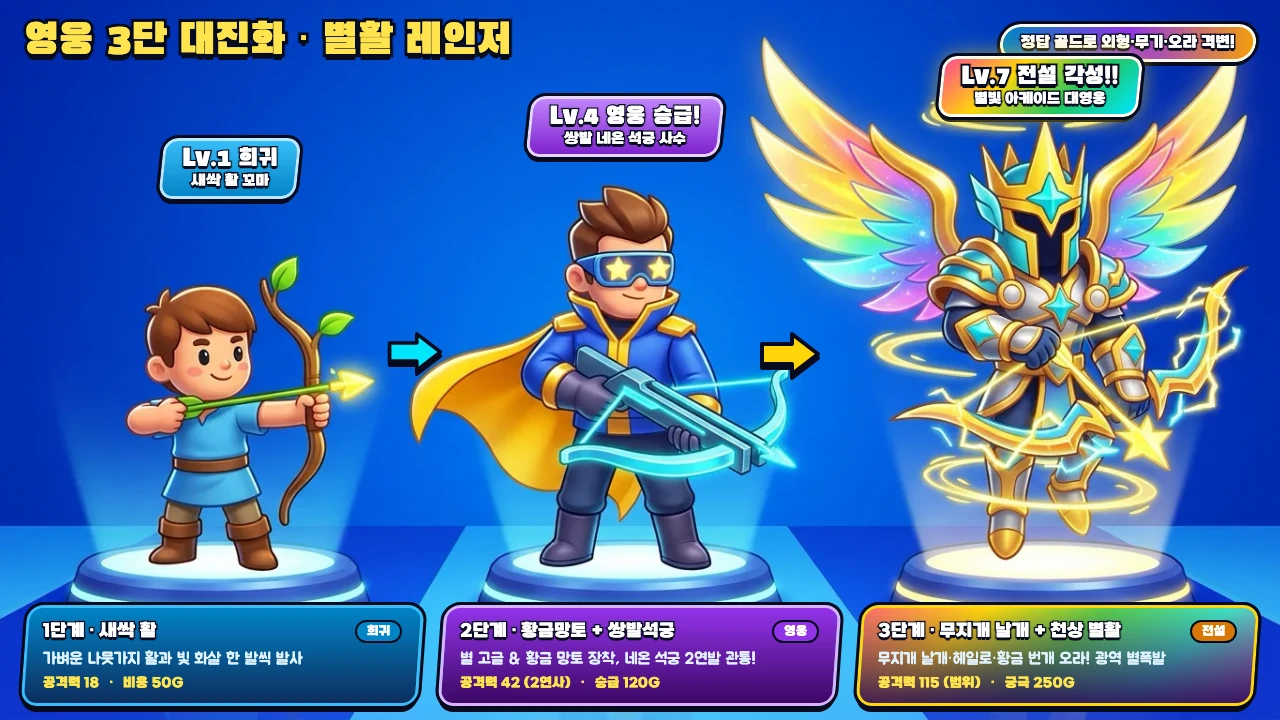 영웅 3단 대진화 · 별활 레인저
정답 골드로 외형·무기·오라 격변!
Lv.7 전설 각성!!
별빛 아케이드 대영웅
Lv.4 영웅 승급!
쌍발 네온 석궁 사수
Lv.1 희귀
새싹 활 꼬마
1단계 · 새싹 활
희귀
가벼운 나뭇가지 활과 빛 화살 한 발씩 발사
공격력 18 · 비용 50G
2단계 · 황금망토 + 쌍발석궁
영웅
별 고글 & 황금 망토 장착, 네온 석궁 2연발 관통!
공격력 42 (2연사) · 승급 120G
3단계 · 무지개 날개 + 천상 별활
전설
무지개 날개·헤일로·황금 번개 오라! 광역 별폭발
공격력 115 (범위) · 궁극 250G